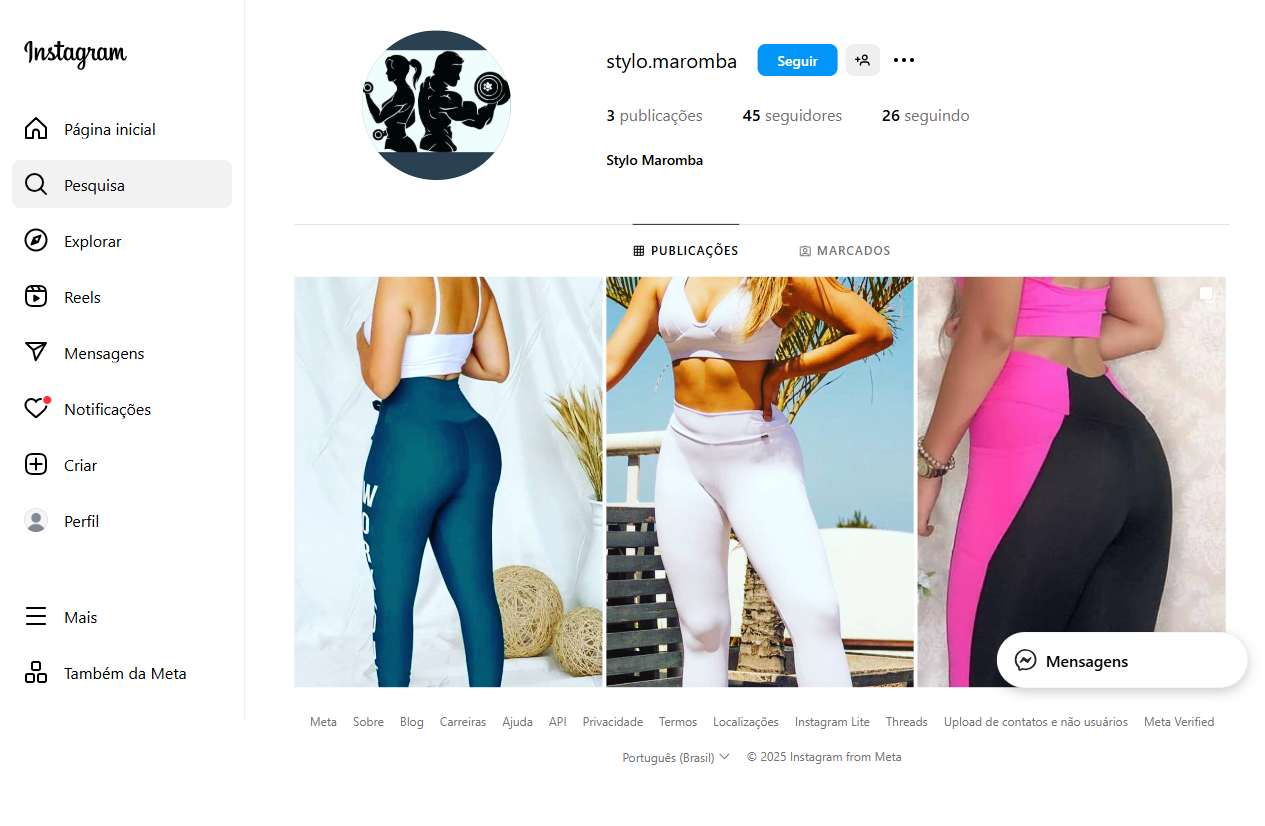 Instagram
Página inicial
Pesquisa
Explorar
Reels
Mensagens
Notificações
Criar
Perfil
Mais
Também da Meta
stylo.maromba Seguir
3 publicações 45 seguidores 26 seguindo
Stylo Maromba
PUBLICAÇÕES MARCADOS
Mensagens
Meta Sobre Blog Carreiras Ajuda API Privacidade Termos Localizações Instagram Lite Threads Upload de contatos e não usuários Meta Verified
Português (Brasil) © 2025 Instagram from Meta